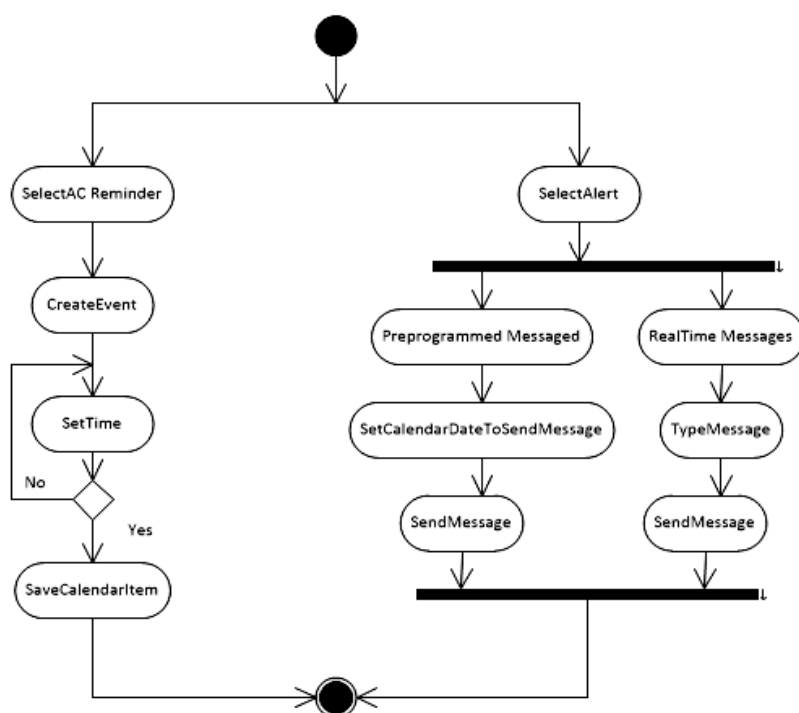 SelectAC Reminder
SelectAlert
CreateEvent
Preprogrammed Messaged
RealTime Messages
SetTime
SetCalendarDateToSendMessage
TypeMessage
No
Yes
SendMessage
SendMessage
SaveCalendarItem